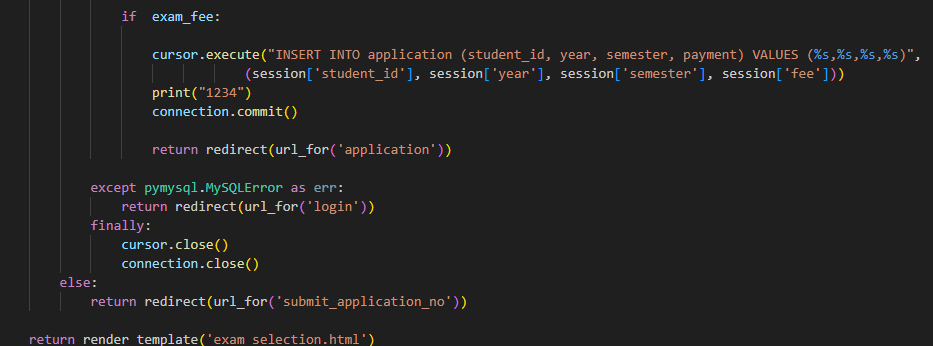 if  exam_fee:
cursor.execute("INSERT INTO application (student_id, year, semester, payment) VALUES (%s,%s,%s,%s)",
(session['student_id'], session['year'], session['semester'], session['fee']))
print("1234")
connection.commit()
return redirect(url_for('application'))
except pymysql.MySQLError as err:
return redirect(url_for('login'))
finally:
cursor.close()
connection.close()
else:
return redirect(url_for('submit_application_no'))
return render_template('exam_selection.html')